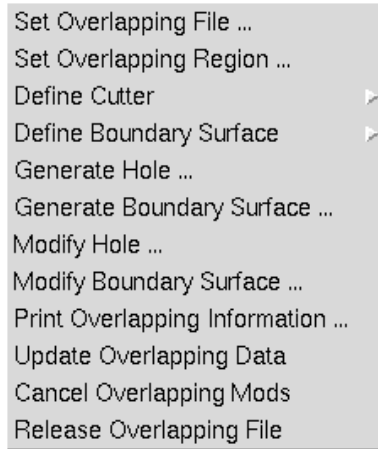 Set Overlapping File ...
Set Overlapping Region ...
Define Cutter
Define Boundary Surface
Generate Hole ...
Generate Boundary Surface ...
Modify Hole ...
Modify Boundary Surface ...
Print Overlapping Information ...
Update Overlapping Data
Cancel Overlapping Mods
Release Overlapping File